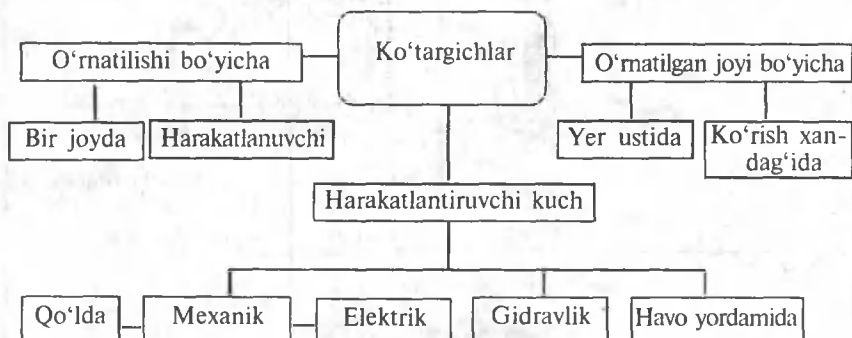 Ko‘targichlar
O‘rnatilishi bo‘yicha
O‘rnatilgan joyi bo‘yicha
Bir joyda
Harakatlanuvchi
Yer ustida
Ko‘rish xan-
dag‘ida
Harakatlantiruvchi kuch
Qo‘lda
Mexanik
Elektrik
Gidravlik
Havo yordamida